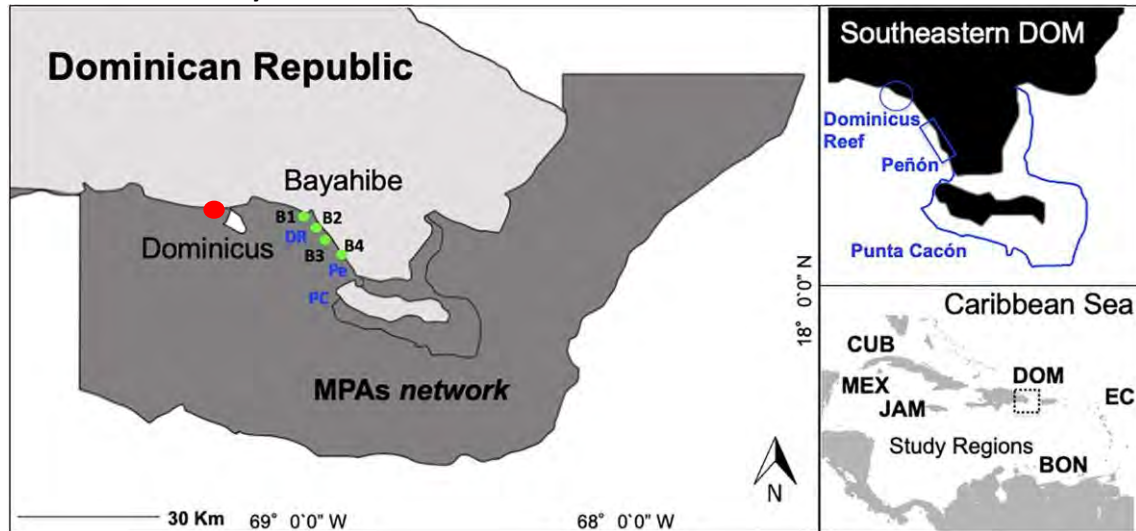 Dominican Republic
Bayahibe
B1
B2
DR
Dominicus
B3
B4
Pe
PC
MPAs network
N
30 Km
69° 0'0" W
68° 0'0" W
18° 0'0" N
Southeastern DOM
Dominicus
Reef
Peñón
Punta Cacón
Caribbean Sea
CUB
MEX
DOM
JAM
EC
Study Regions
BON